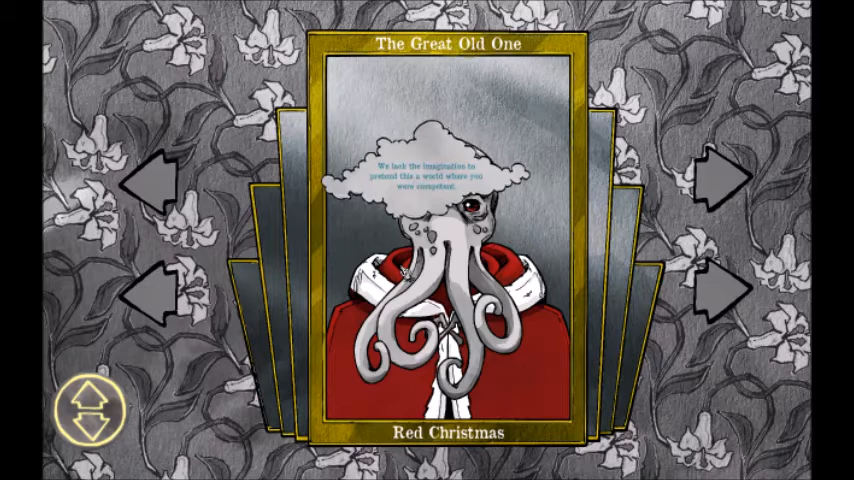 The Great Old One
We lack the imagination to
pretend this a world where you
were competent.
Red Christmas